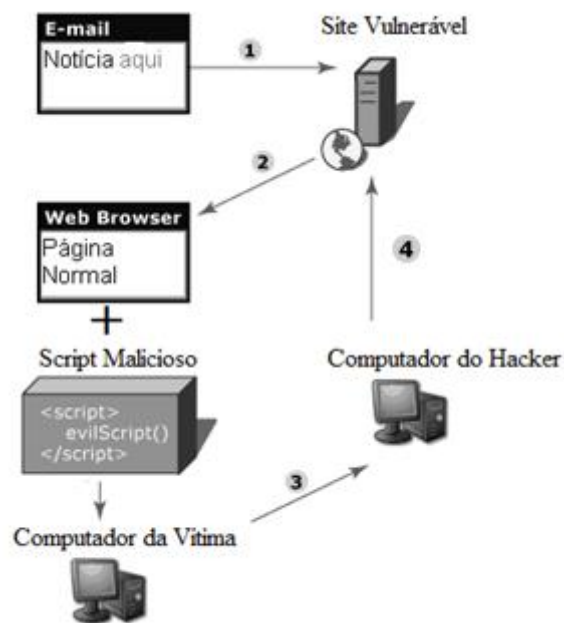 E-mail
Notícia aqui
1
Site Vulnerável
2
Web Browser
Página
Normal
+
4
Script Malicioso
Computador do Hacker
<script>
evilScript()
</script>
3
Computador da Vítima